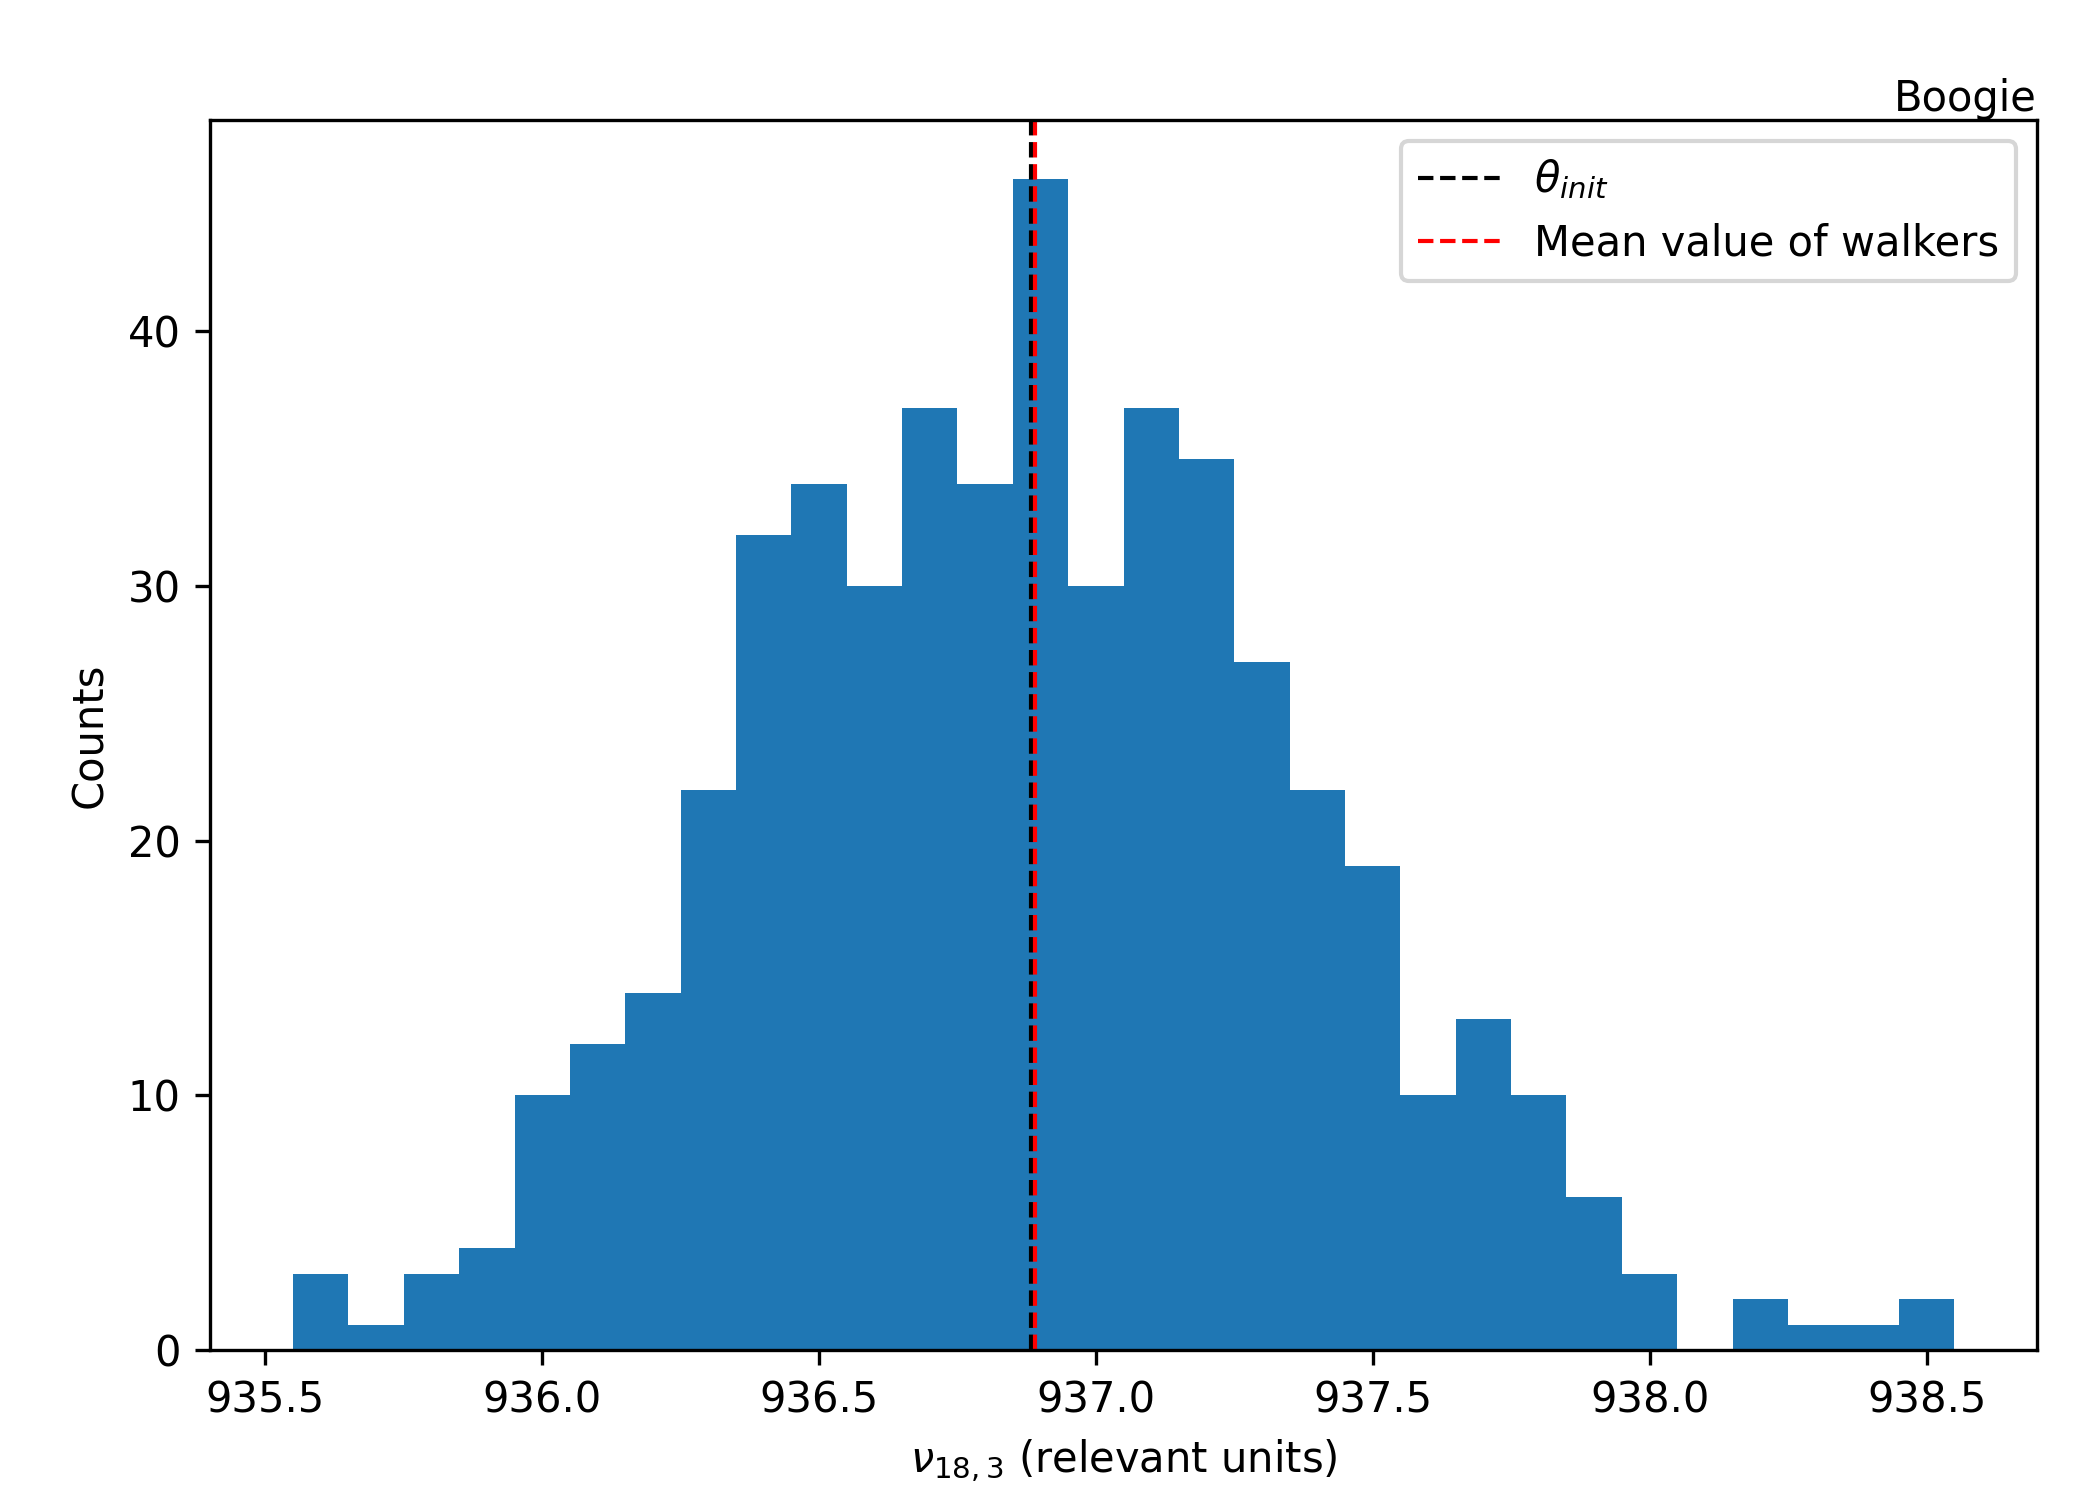 Boogie
θinit
Mean value of walkers
40
30
20
10
0
Counts
935.5 936.0 936.5 937.0 937.5 938.0 938.5
ν18, 3 (relevant units)